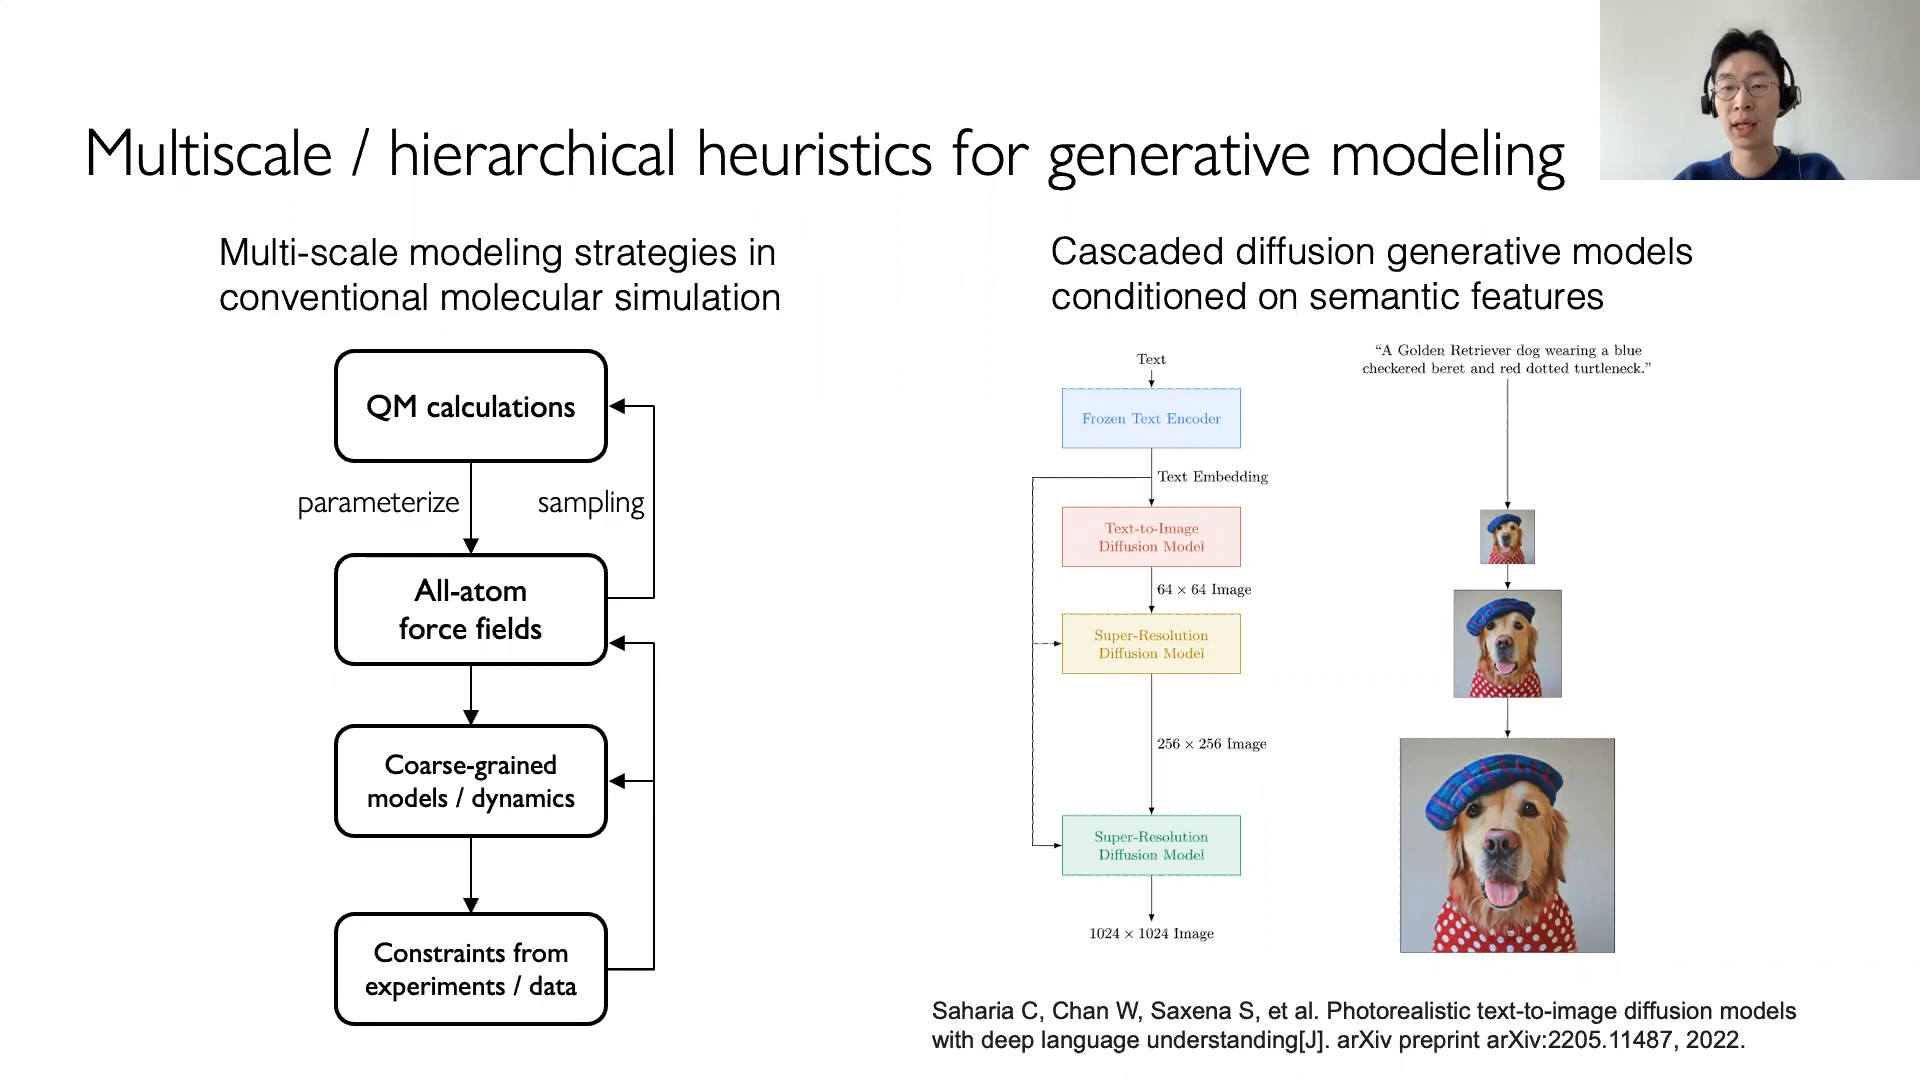 Multiscale / hierarchical heuristics for generative modeling
Multi-scale modeling strategies in
conventional molecular simulation
QM calculations
parameterize
sampling
All-atom
force fields
Coarse-grained
models / dynamics
Constraints from
experiments / data
Cascaded diffusion generative models
conditioned on semantic features
Text
Frozen Text Encoder
Text Embedding
Text-to-Image
Diffusion Model
64 × 64 Image
Super-Resolution
Diffusion Model
256 × 256 Image
Super-Resolution
Diffusion Model
1024 × 1024 Image
“A Golden Retriever dog wearing a blue
checkered beret and red dotted turtleneck.”
Saharia C, Chan W, Saxena S, et al. Photorealistic text-to-image diffusion models
with deep language understanding[J]. arXiv preprint arXiv:2205.11487, 2022.